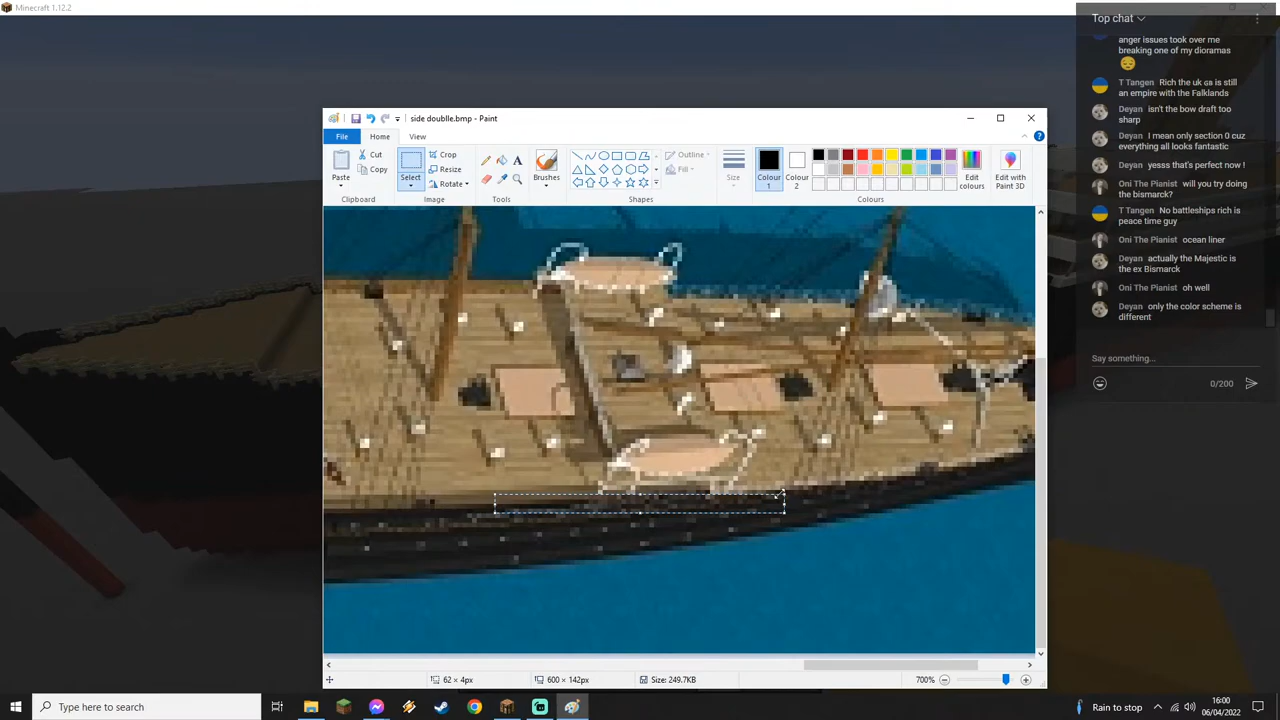 Minecraft 1.12.2
Top chat
anger issues took over me
breaking one of my dioramas
T Tangen Rich the uk is still
an empire with the Falklands
Deyan isn't the bow draft too
sharp
Deyan I mean only section 0 cuz
everything all looks fantastic
Deyan yesss that's perfect now !
Oni The Pianist will you try doing
the bismarck?
T Tangen No battleships rich is
peace time guy
Oni The Pianist ocean liner
Deyan actually the Majestic is
the ex Bismarck
Oni The Pianist oh well
Deyan only the color scheme is
different
Say something...
0/200
side doublle.bmp - Paint
File
Home
View
Paste
Cut
Copy
Clipboard
Select
Crop
Resize
Rotate
Image
A
Tools
Brushes
Outline
Fill
Shapes
Size
Colour
1
Colour
2
Edit
colours
Edit with
Paint 3D
Colours
62 × 4px
600 × 142px
Size: 249.7KB
700%
Type here to search
Rain to stop
16:00
06/04/2022